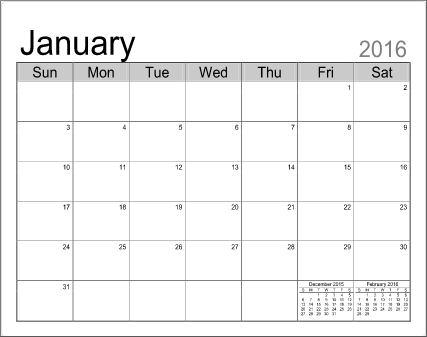 January
2016
Sun Mon Tue Wed Thu Fri Sat
1 2
3 4 5 6 7 8 9
10 11 12 13 14 15 16
17 18 19 20 21 22 23
24 25 26 27 28 29 30
31
December 2015
S M T W T F S
1 2 3 4 5
6 7 8 9 10 11 12
13 14 15 16 17 18 19
20 21 22 23 24 25 26
27 28 29 30 31
February 2016
S M T W T F S
1 2 3 4 5 6
7 8 9 10 11 12 13
14 15 16 17 18 19 20
21 22 23 24 25 26 27
28 29